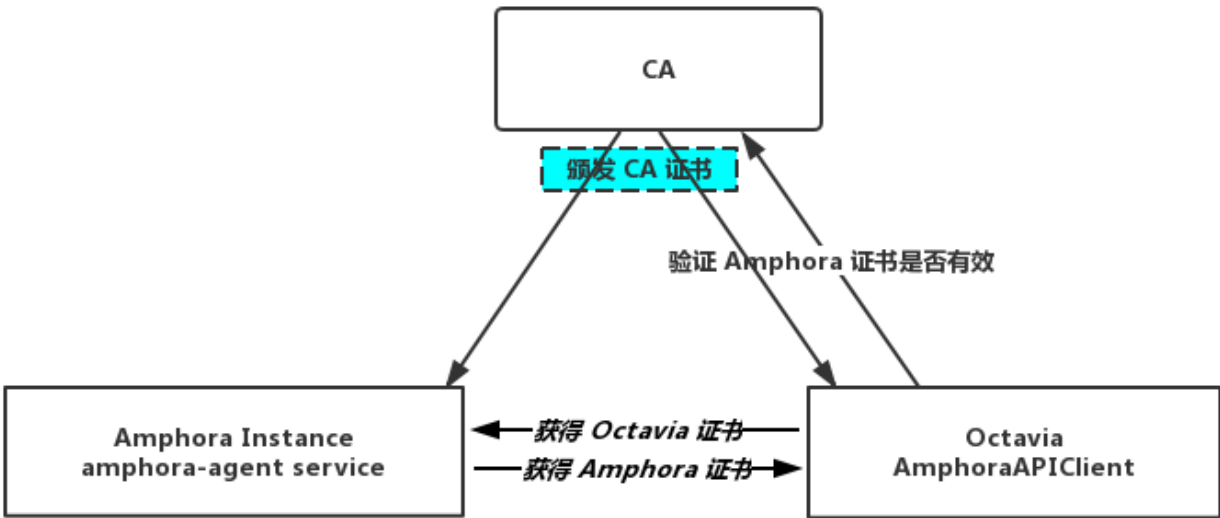 CA
颁发 CA 证书
验证 Amphora 证书是否有效
Amphora Instance
amphora-agent service
获得 Octavia 证书
获得 Amphora 证书
Octavia
AmphoraAPIClient